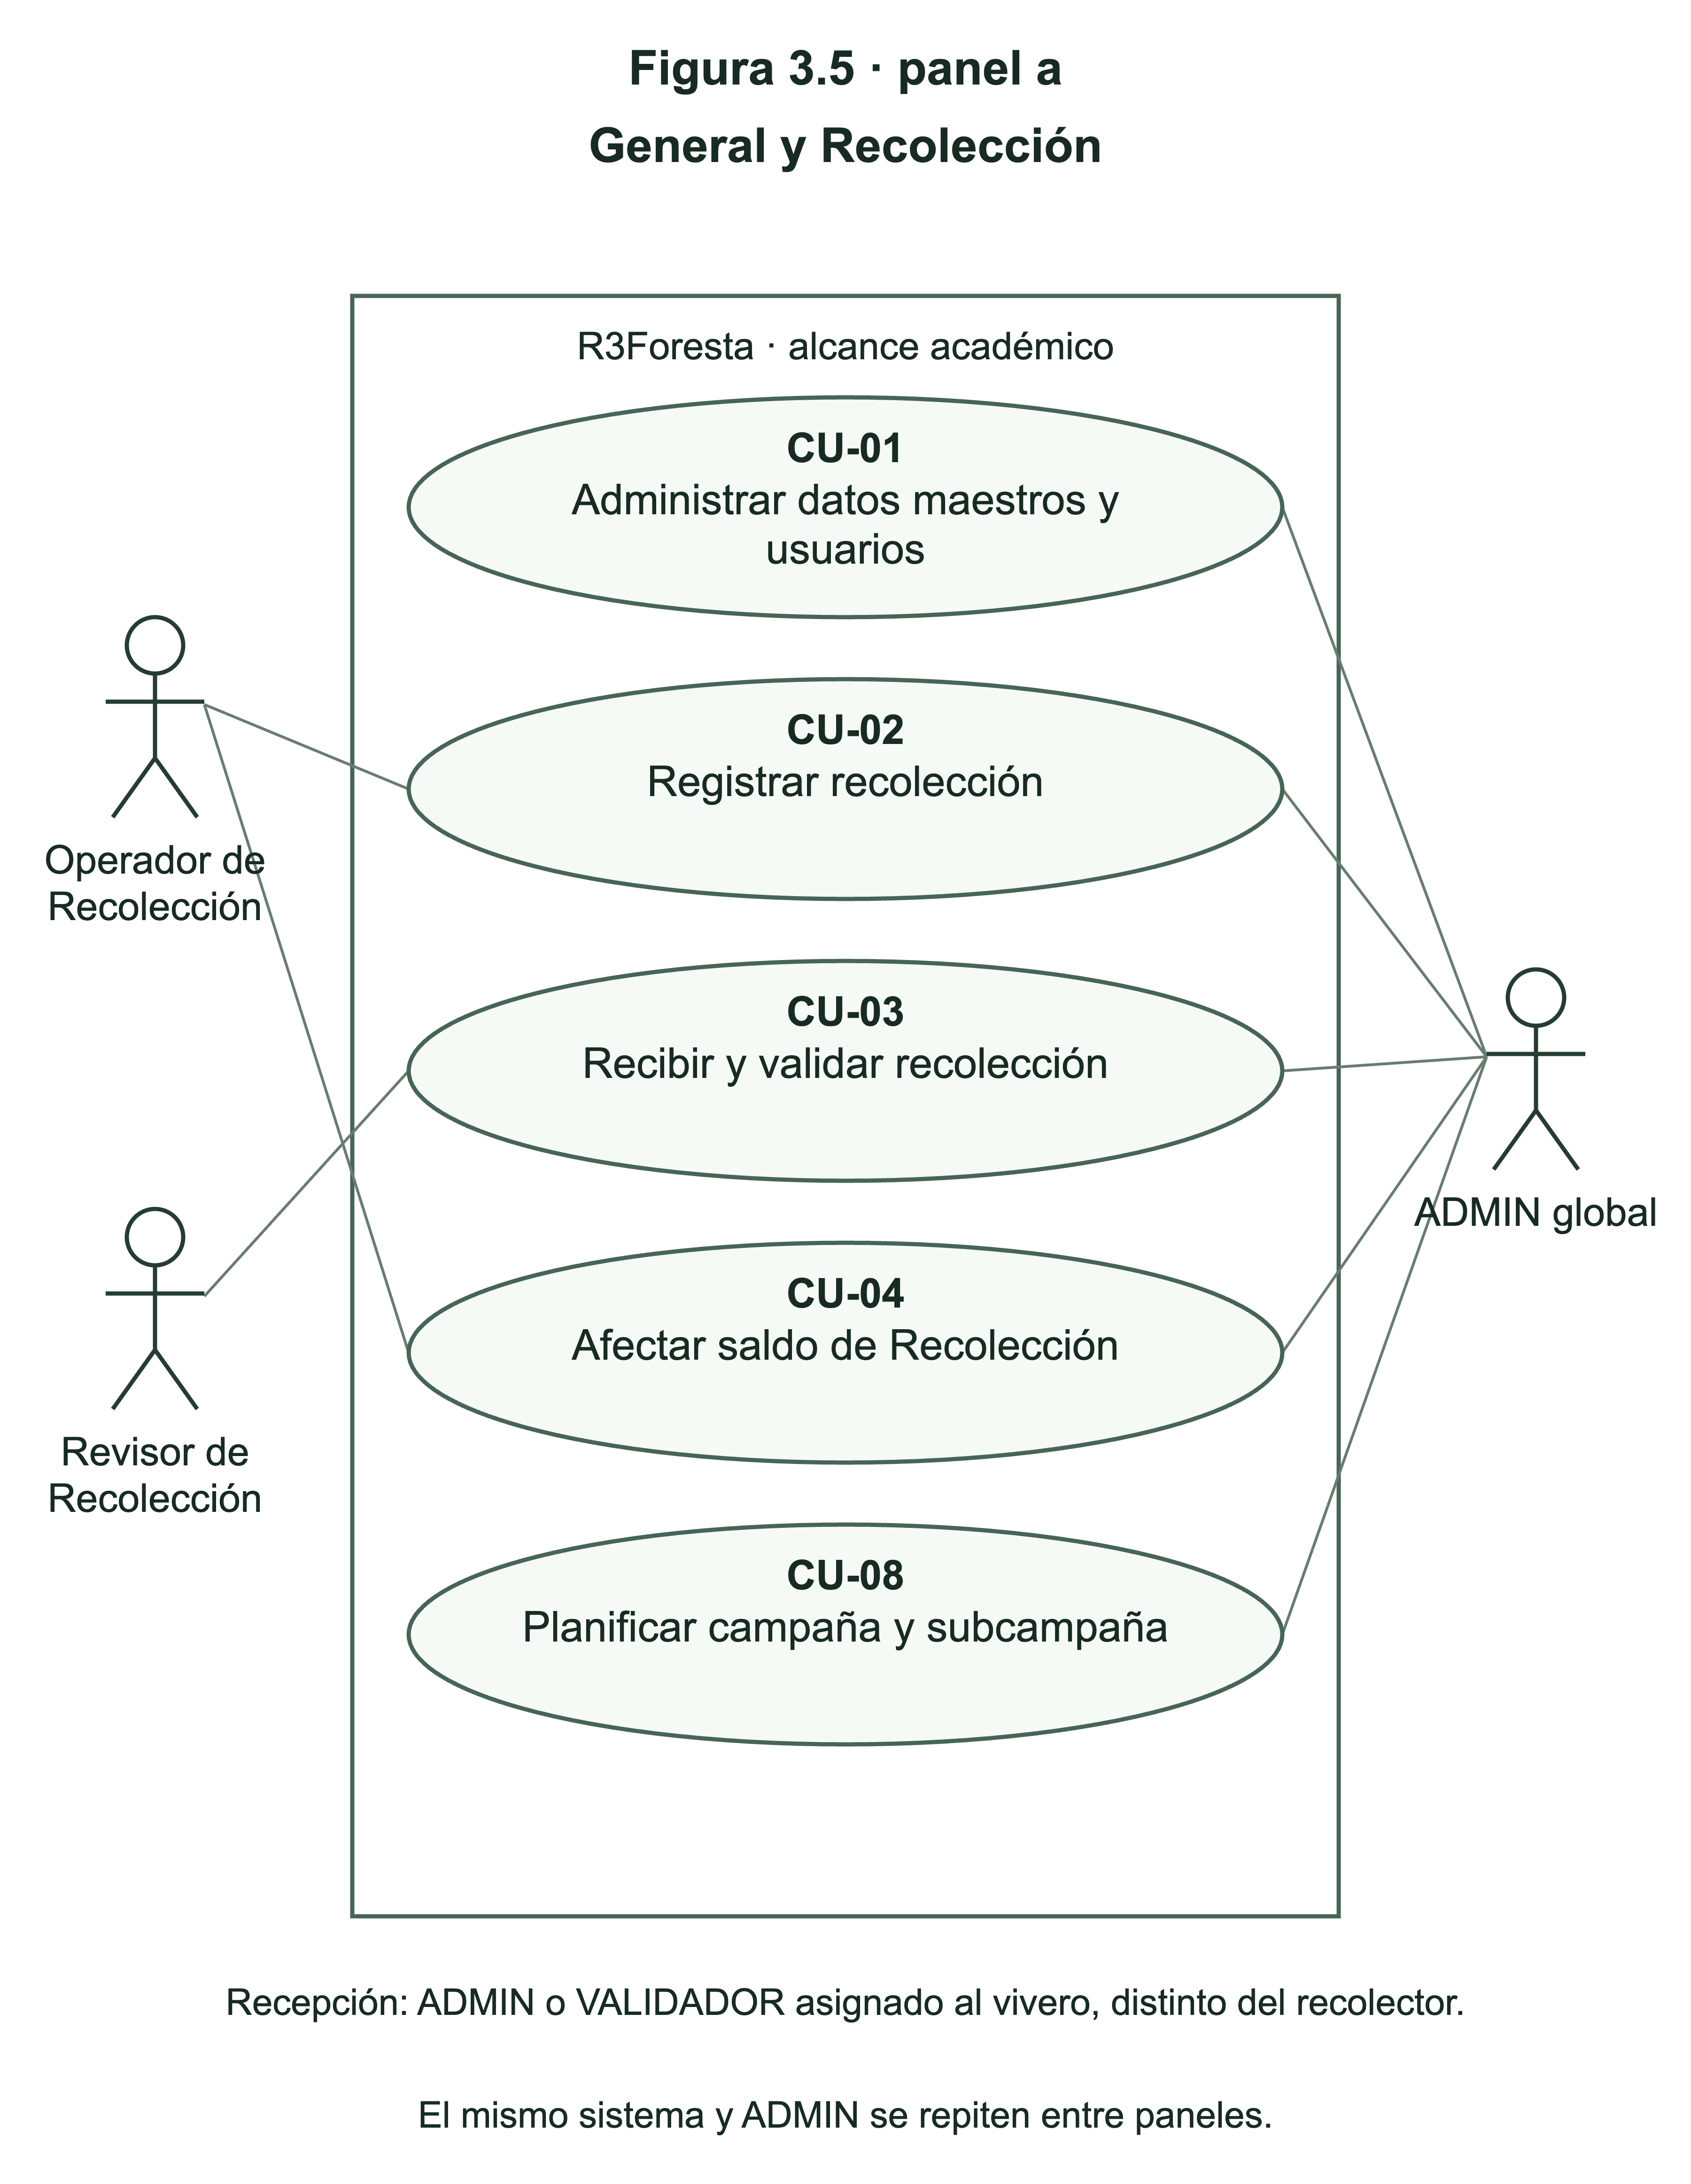 Figura 3.5 · panel a
General y Recolección
R3Foresta · alcance académico
CU-01
Administrar datos maestros y
usuarios
CU-02
Registrar recolección
Operador de
Recolección
CU-03
Recibir y validar recolección
ADMIN global
CU-04
Afectar saldo de Recolección
Revisor de
Recolección
CU-08
Planificar campaña y subcampaña
Recepción: ADMIN o VALIDADOR asignado al vivero, distinto del recolector.
El mismo sistema y ADMIN se repiten entre paneles.